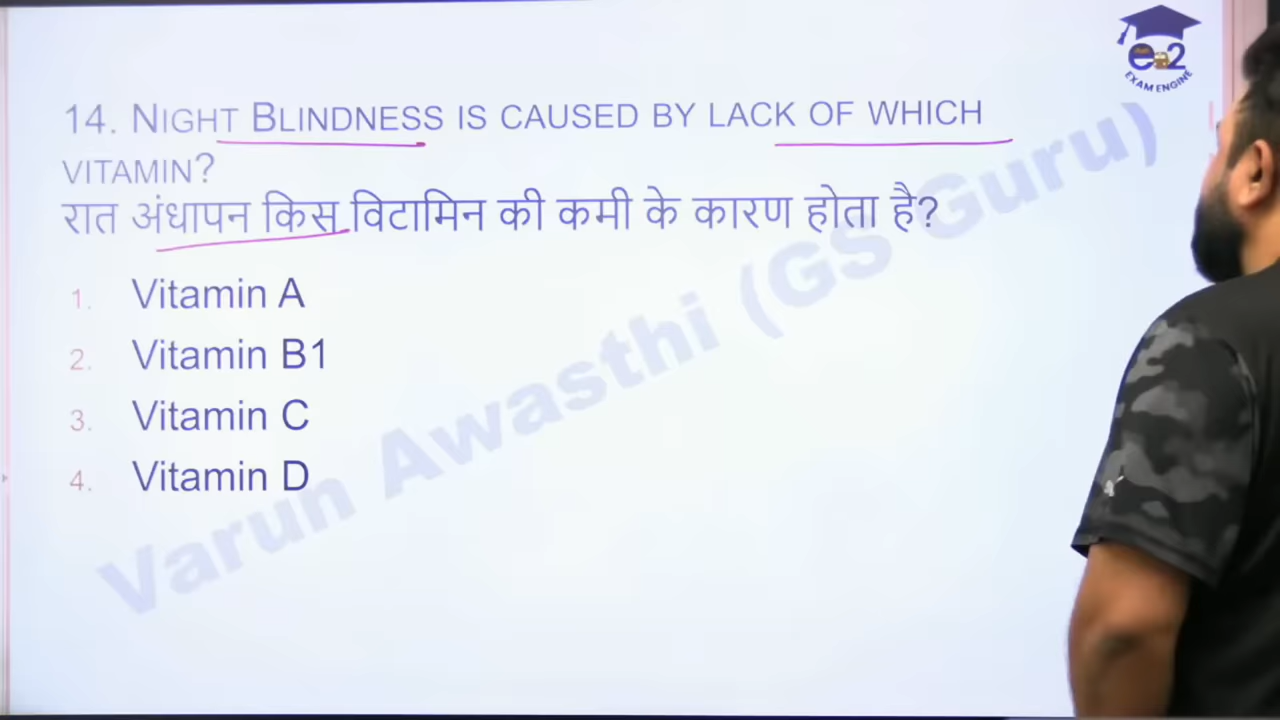 e 2
EXAM ENGINE
14. NIGHT BLINDNESS IS CAUSED BY LACK OF WHICH
VITAMIN?
रात अंधापन किस विटामिन की कमी के कारण होता है?
1. Vitamin A
2. Vitamin B1
3. Vitamin C
4. Vitamin D
Varun Awasthi (GS Guru)